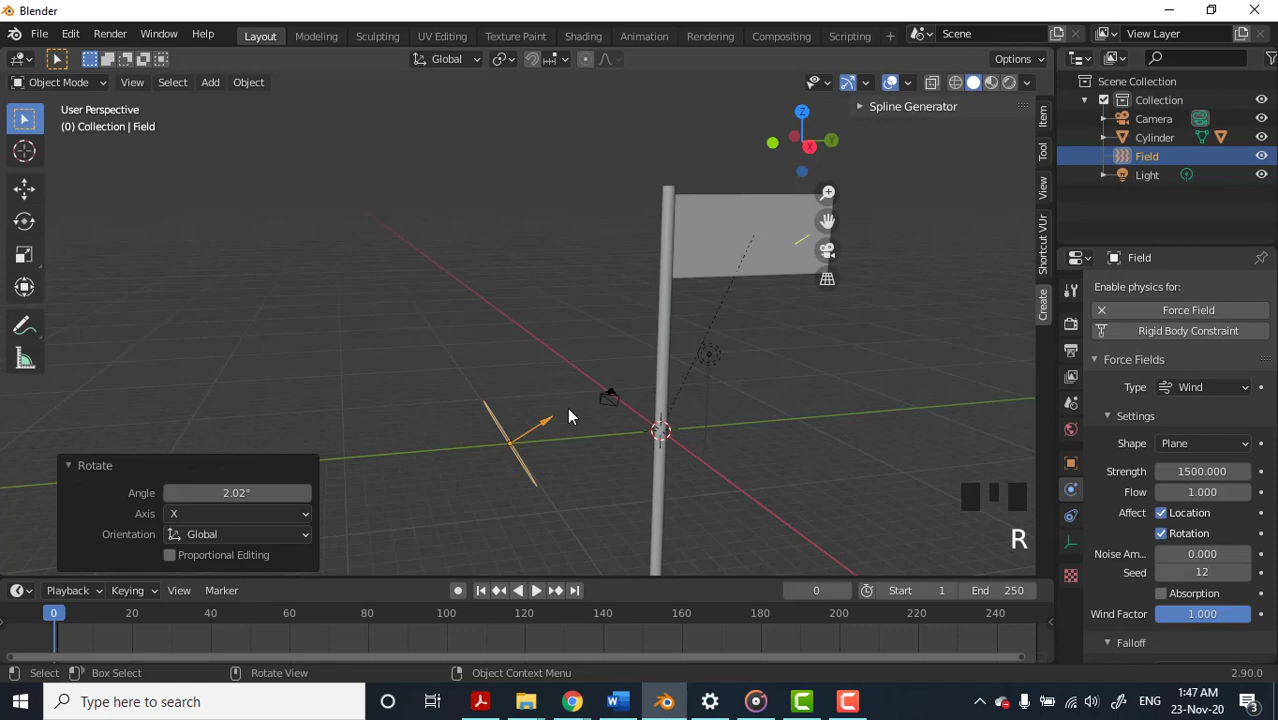 Blender
File Edit Render Window Help Layout Modeling Sculpting UV Editing Texture Paint Shading Animation Rendering Compositing Scripting Scene View Layer
Global Options
Object Mode View Select Add Object
User Perspective
(0) Collection | Field
Spline Generator
Z
Y
X
Item
Tool
View
Shortcut VUr
Create
Scene Collection
Collection
Camera
Cylinder
Field
Light
Field
Enable physics for:
Force Field
Rigid Body Constraint
Force Fields
Type Wind
Settings
Shape Plane
Strength 1500.000
Flow 1.000
Affect Location
Rotation
Noise Am... 0.000
Seed 12
Absorption
Wind Factor 1.000
Falloff
Rotate
Angle 2.02°
Axis X
Orientation Global
Proportional Editing
R
Playback Keying View Marker 0 Start 1 End 250
0 20 40 60 80 100 120 140 160 180 200 220 240
Select Box Select Rotate View Object Context Menu 2.90.0
Type here to search
ENG
1:47 AM
23-Nov-20
3